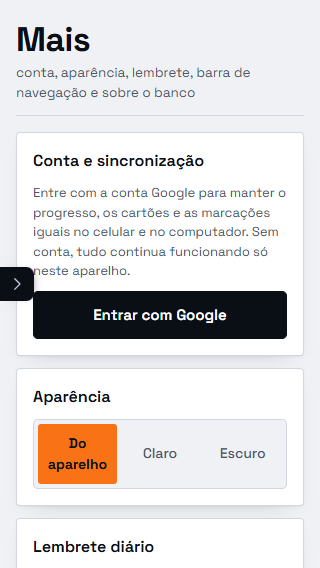 Mais
conta, aparência, lembrete, barra de
navegação e sobre o banco
Conta e sincronização
Entre com a conta Google para manter o
progresso, os cartões e as marcações
iguais no celular e no computador. Sem
conta, tudo continua funcionando só
neste aparelho.
Entrar com Google
Aparência
Do
aparelho
Claro
Escuro
Lembrete diário